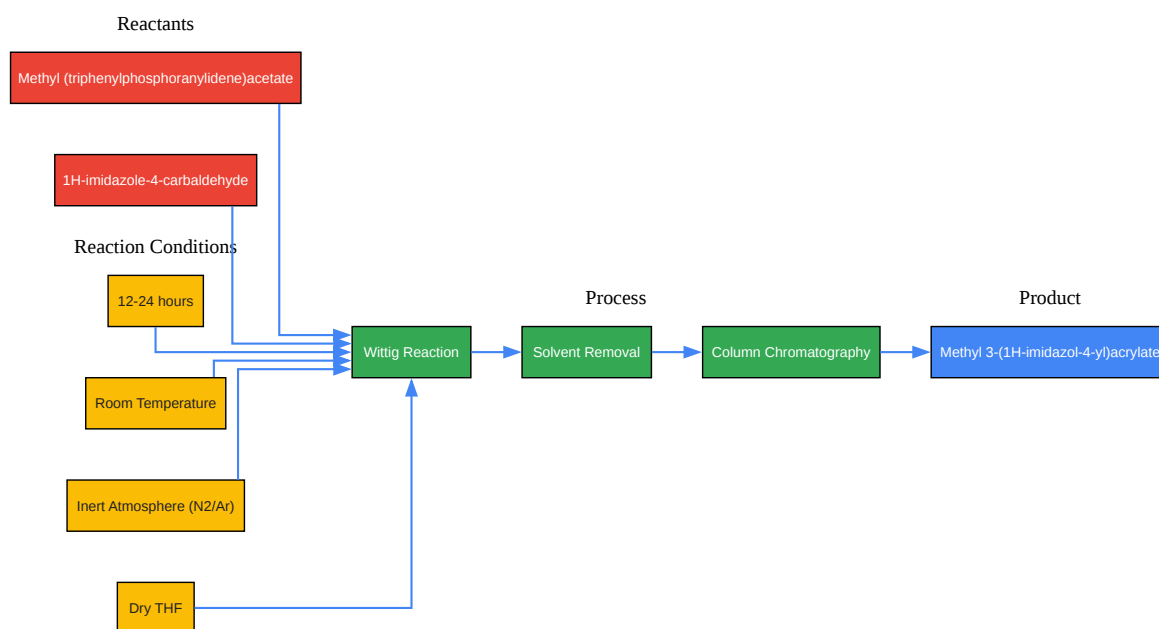 Reactants
Methyl (triphenylphosphoranylidene)acetate
1H-imidazole-4-carbaldehyde
Reaction Conditions
12-24 hours
Process
Product
Wittig Reaction
Solvent Removal
Column Chromatography
Methyl 3-(1H-imidazol-4-yl)acrylate
Room Temperature
Inert Atmosphere (N2/Ar)
Dry THF